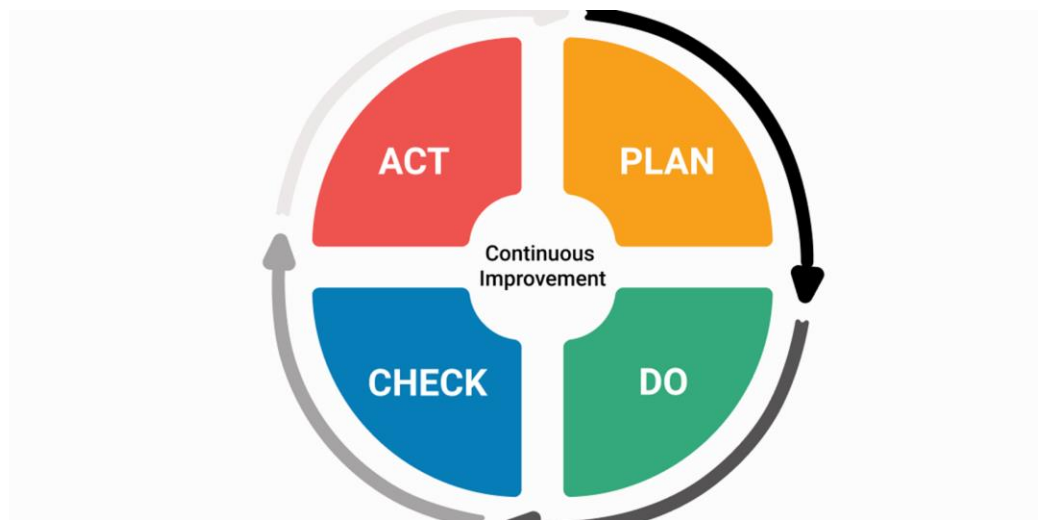 ACT
PLAN
Continuous
Improvement
CHECK
DO